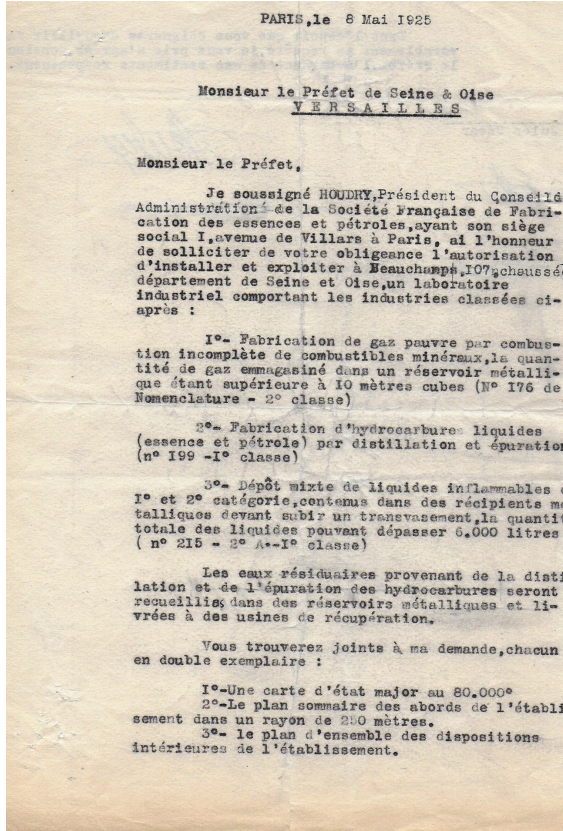 PARIS,le 8 Mai I925
Monsieur le Préfet de Seine & Oise
VERSAILLES
Monsieur le Préfet,
Je soussigné HOUDRY,Président du Conseild
Administration de la Société Française de Fabri-
cation des essences et pétroles,ayant son siège
social I,avenue de Villars à Paris, ai l'honneur
de solliciter de votre obligeance l'autorisation
d'installer et exploiter à Beauchamps,I07,chaussée
département de Seine et Oise,un laboratoire
industriel comportant les industries classées ci-
après :
I°- Fabrication de gaz pauvre par combus-
tion incomplète de combustibles minéraux,la quan-
tité de gaz emmagasiné dans un réservoir métalli-
que étant supérieure à I0 mètres cubes (N° I76 de
Nomenclature - 2° classe)
2°- Fabrication d'hydrocarbures liquides
(essence et pétrole) par distillation et épuration
(n° I99 -I° classe)
3°- Dépôt mixte de liquides inflammables
I° et 2° catégorie,contenus dans des récipients mé
talliques devant subir un transvasement,la quantit
totale des liquides pouvant dépasser 6.000 litres
( n° 2I5 - 2° A.-I° classe)
Les eaux résiduaires provenant de la disti
lation et de l'épuration des hydrocarbures seront
recueillis dans des réservoirs métalliques et li-
vrées à des usines de récupération.
Vous trouverez joints à ma demande,chacun
en double exemplaire :
I°-Une carte d'état major au 80.000°
2°-Le plan sommaire des abords de l'établi
sement dans un rayon de 250 mètres.
3°- le plan d'ensemble des dispositions
intérieures de l'établissement.